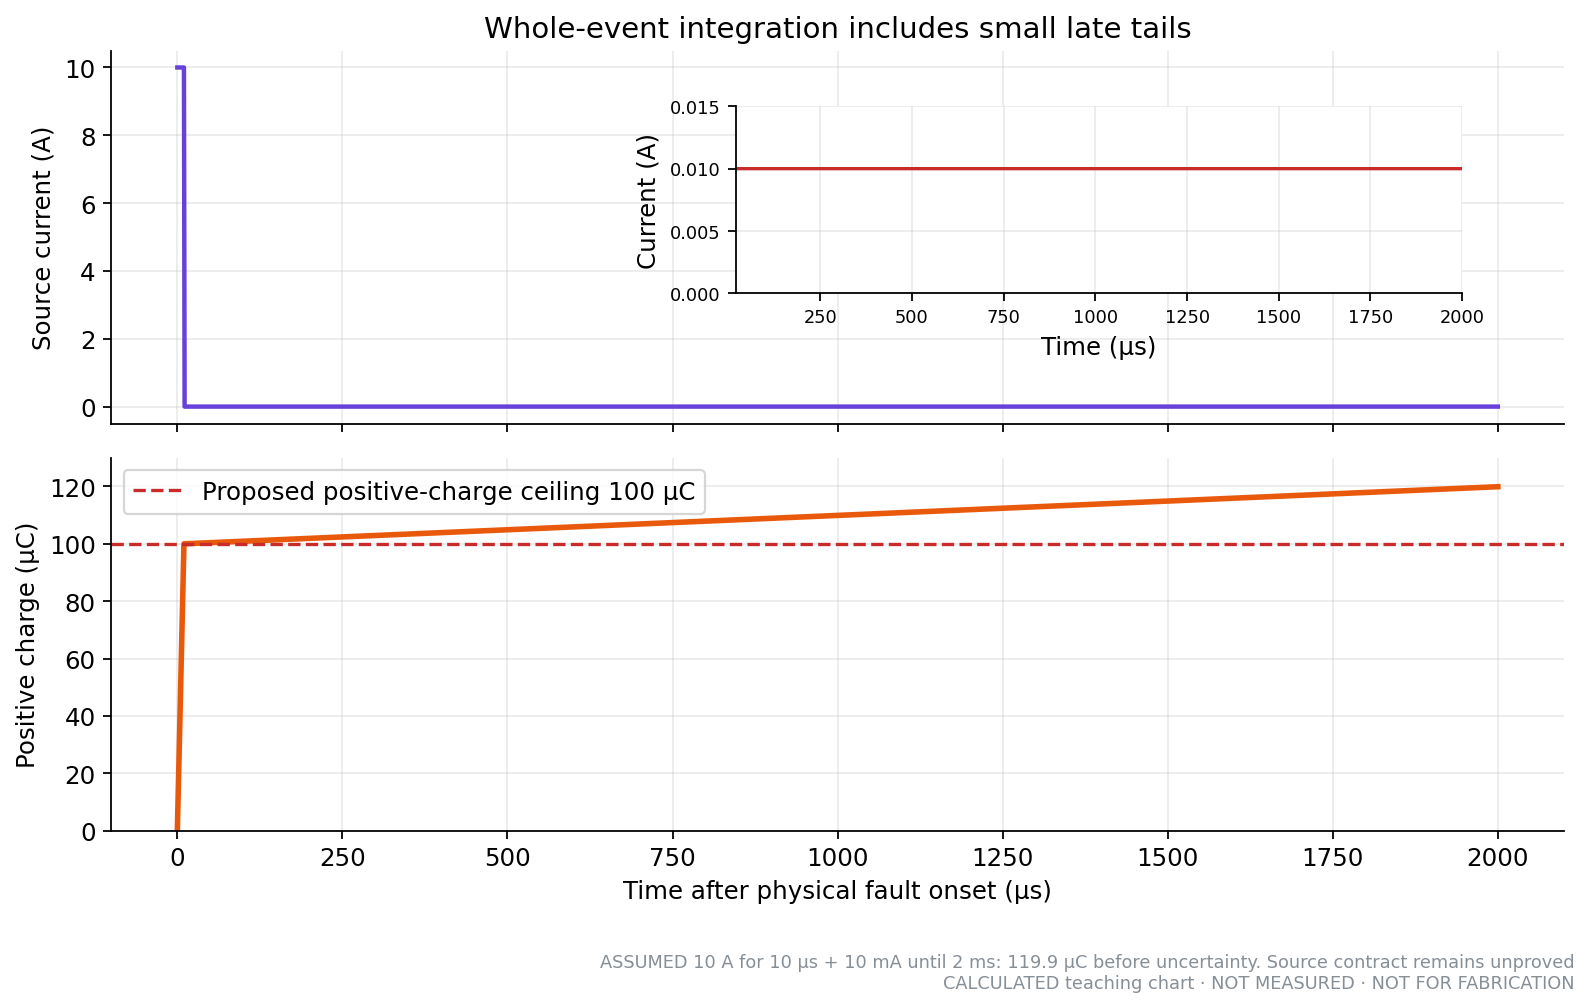 Whole-event integration includes small late tails
Source current (A)
10
8
6
4
2
0
Current (A)
0.015
0.010
0.005
0.000
250 500 750 1000 1250 1500 1750 2000
Time (µs)
Positive charge (µC)
120
100
80
60
40
20
0
Proposed positive-charge ceiling 100 µC
0 250 500 750 1000 1250 1500 1750 2000
Time after physical fault onset (µs)
ASSUMED 10 A for 10 µs + 10 mA until 2 ms: 119.9 µC before uncertainty. Source contract remains unproved
CALCULATED teaching chart · NOT MEASURED · NOT FOR FABRICATION